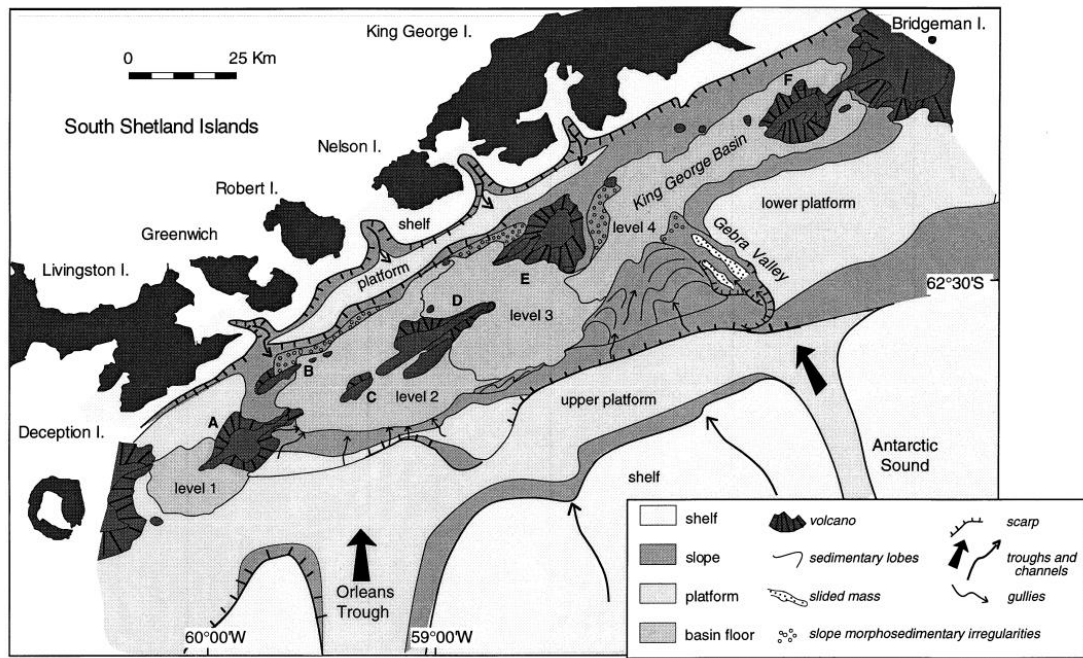 King George I.
Bridgeman I.
0
25 Km
F
South Shetland Islands
Nelson I.
King George Basin
Robert I.
lower platform
shelf
level 4
Greenwich
Gebra Valley
platform
Livingston I.
E
62°30'S
D
level 3
B
C
level 2
upper platform
A
Deception I.
Antarctic
Sound
level 1
shelf
Orleans
Trough
60°00W
59°00W
shelf
volcano
scarp
slope
sedimentary lobes
troughs and
channels
platform
slided mass
gullies
basin floor
slope morphosedimentary irregularities